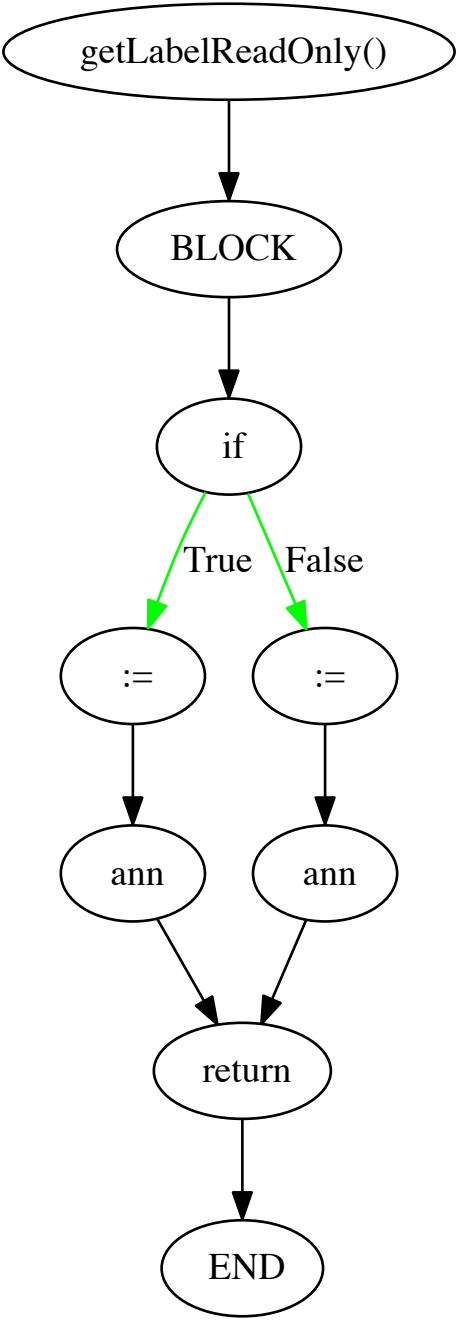 getLabelReadOnly()
BLOCK
if
True
False
:=
:=
ann
ann
return
END